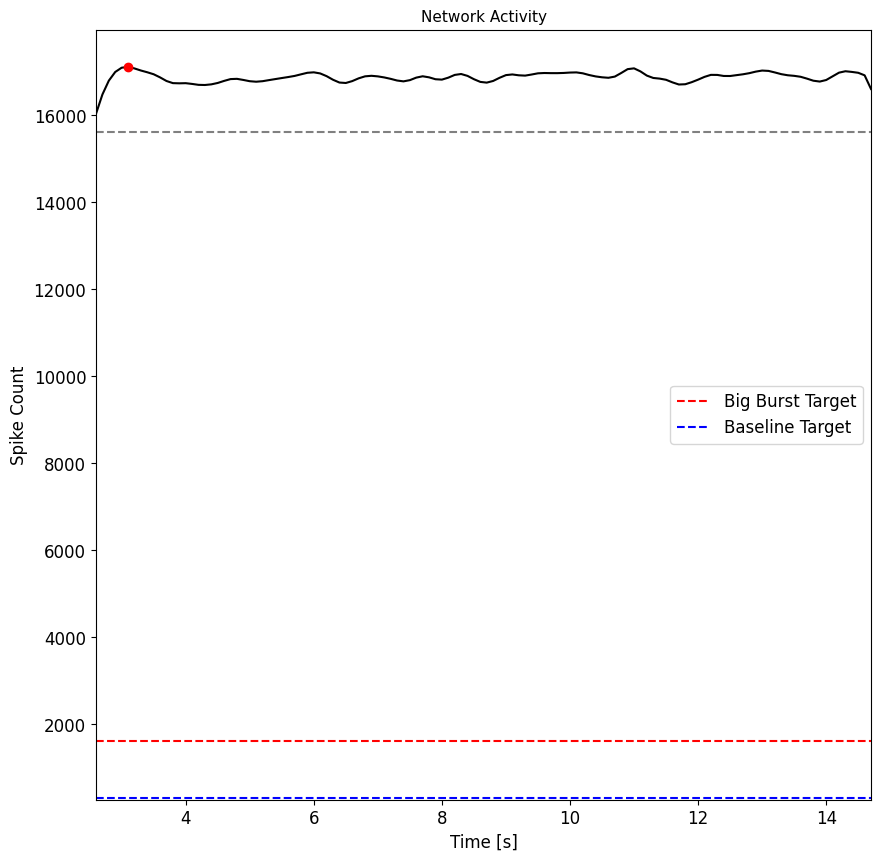 Network Activity
Spike Count
16000
14000
12000
10000
8000
6000
4000
2000
Big Burst Target
Baseline Target
4 6 8 10 12 14
Time [s]